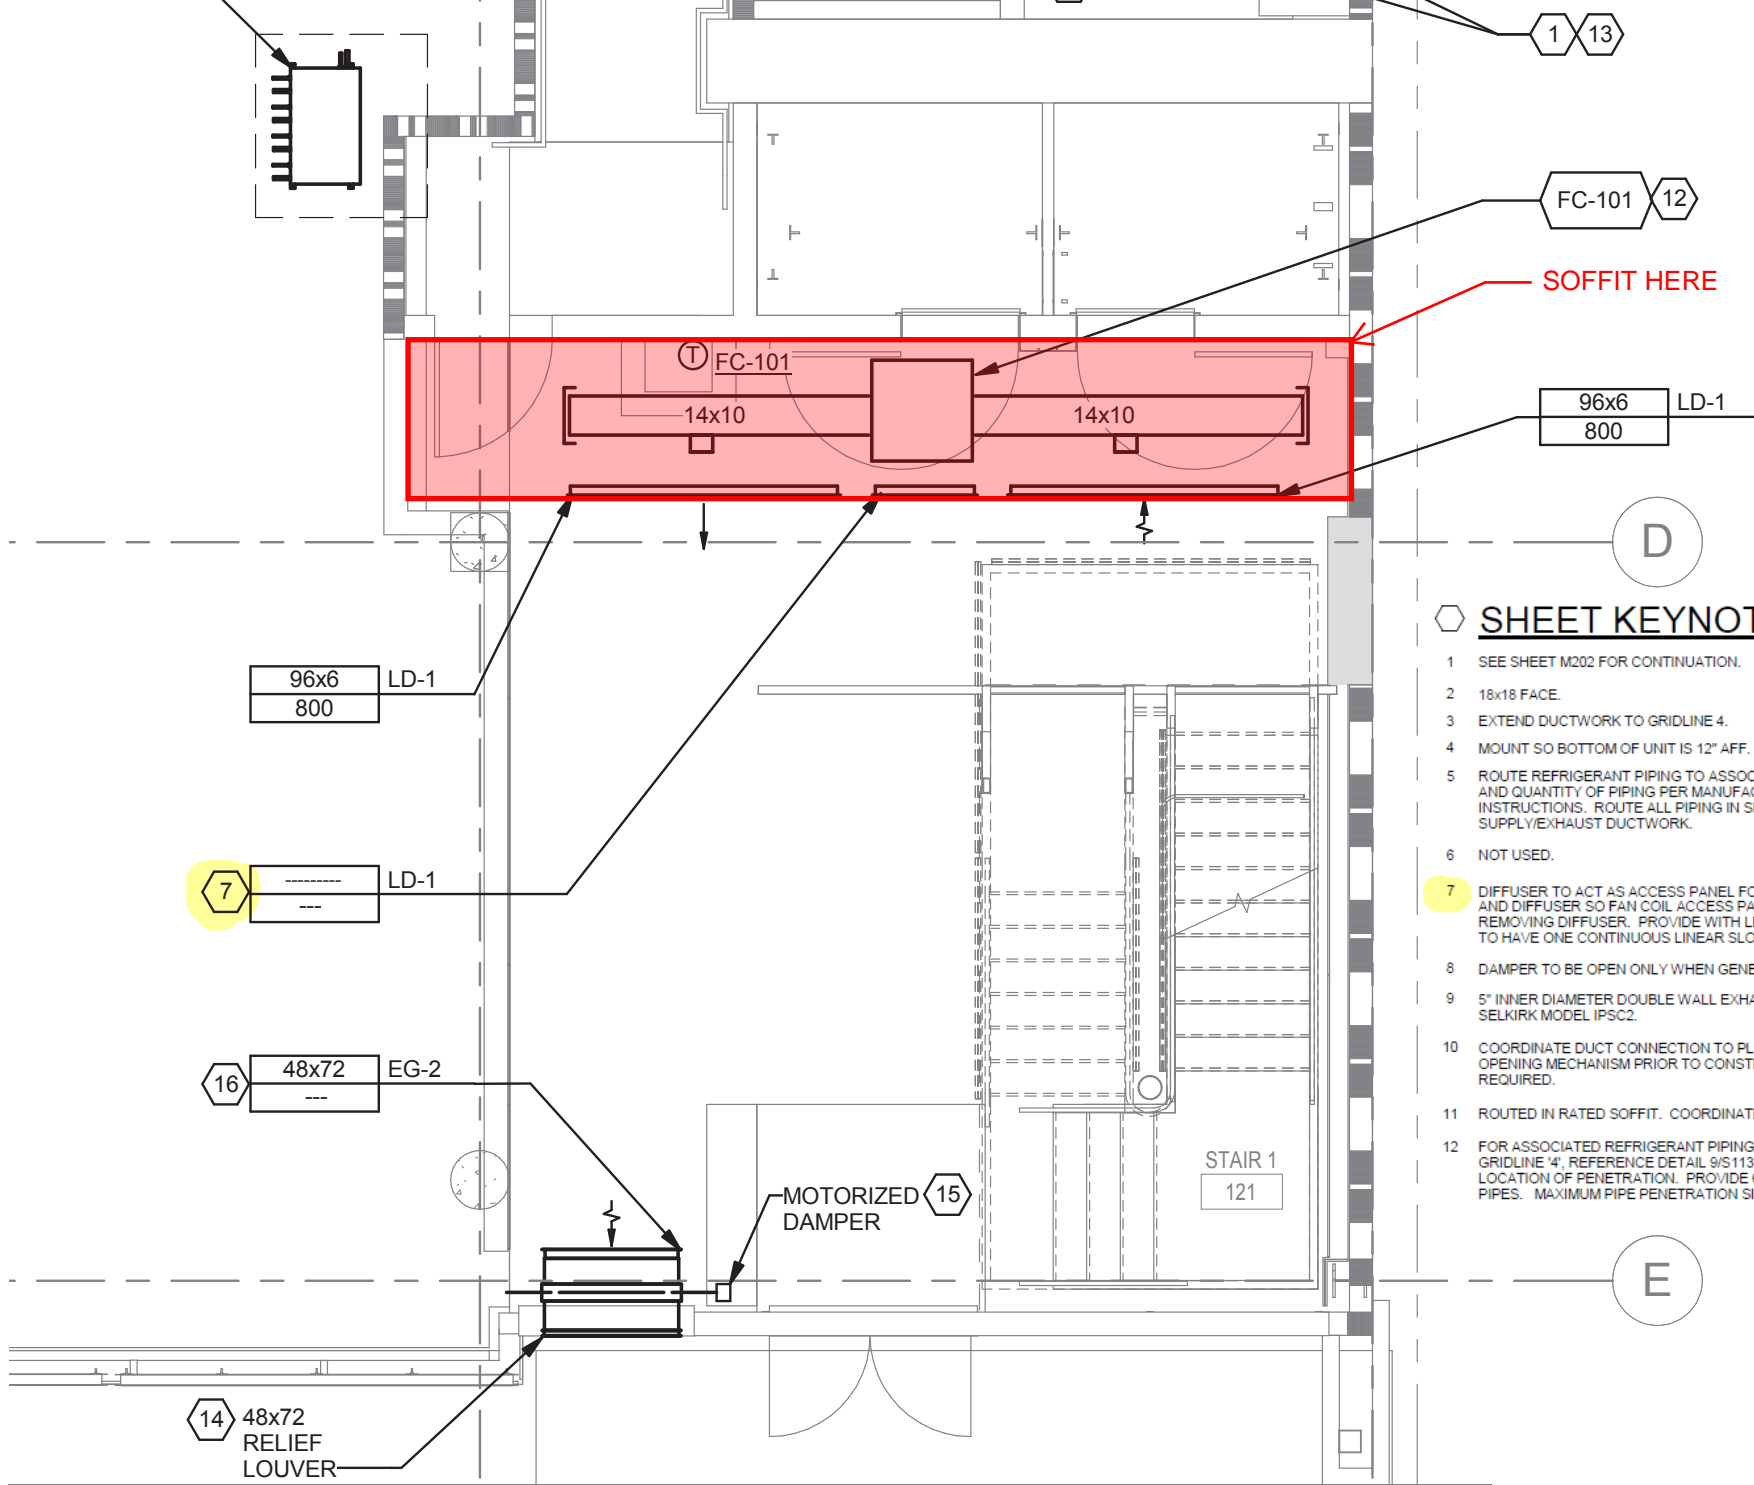 1
13
FC-101
12
SOFFIT HERE
T
FC-101
14x10
14x10
96x6
LD-1
800
D
SHEET KEYNOT
1 SEE SHEET M202 FOR CONTINUATION.
2 18x18 FACE.
3 EXTEND DUCTWORK TO GRIDLINE 4.
4 MOUNT SO BOTTOM OF UNIT IS 12" AFF.
5 ROUTE REFRIGERANT PIPING TO ASSOC
AND QUANTITY OF PIPING PER MANUFAC
INSTRUCTIONS. ROUTE ALL PIPING IN S
SUPPLY/EXHAUST DUCTWORK.
6 NOT USED.
7 DIFFUSER TO ACT AS ACCESS PANEL FO
AND DIFFUSER SO FAN COIL ACCESS PA
REMOVING DIFFUSER. PROVIDE WITH L
TO HAVE ONE CONTINUOUS LINEAR SLO
8 DAMPER TO BE OPEN ONLY WHEN GENE
9 5" INNER DIAMETER DOUBLE WALL EXHA
SELKIRK MODEL IPSC2.
10 COORDINATE DUCT CONNECTION TO PL
OPENING MECHANISM PRIOR TO CONST
REQUIRED.
11 ROUTED IN RATED SOFFIT. COORDINAT
12 FOR ASSOCIATED REFRIGERANT PIPING
GRIDLINE '4', REFERENCE DETAIL 9/S113
LOCATION OF PENETRATION. PROVIDE
PIPES. MAXIMUM PIPE PENETRATION SI
96x6
LD-1
800
7
---------
LD-1
---
16
48x72
EG-2
---
MOTORIZED
DAMPER
15
STAIR 1
121
E
14
48x72
RELIEF
LOUVER